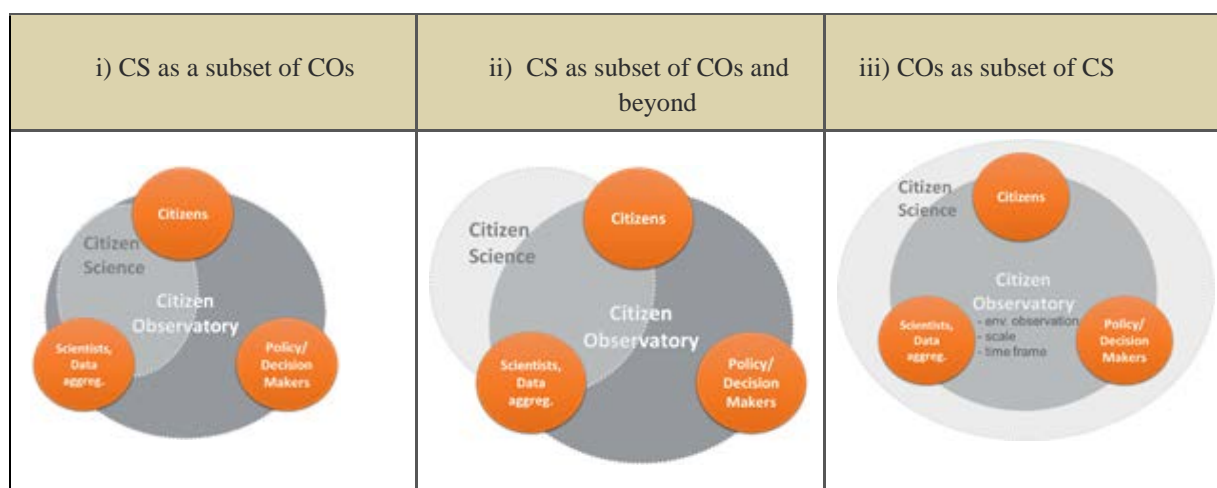 i) CS as a subset of COs
ii) CS as subset of COs and
beyond
iii) COs as subset of CS
Citizens
Citizen
Science
Citizen
Observatory
Scientists,
Data
aggreg.
Policy/
Decision
Makers
Citizens
Citizen
Science
Citizen
Observatory
Scientists,
Data
aggreg.
Policy/
Decision
Makers
Citizen
Science
Citizens
Citizen
Observatory
- env. observation
- scale
- time frame
Scientists,
Data
aggreg.
Policy/
Decision
Makers